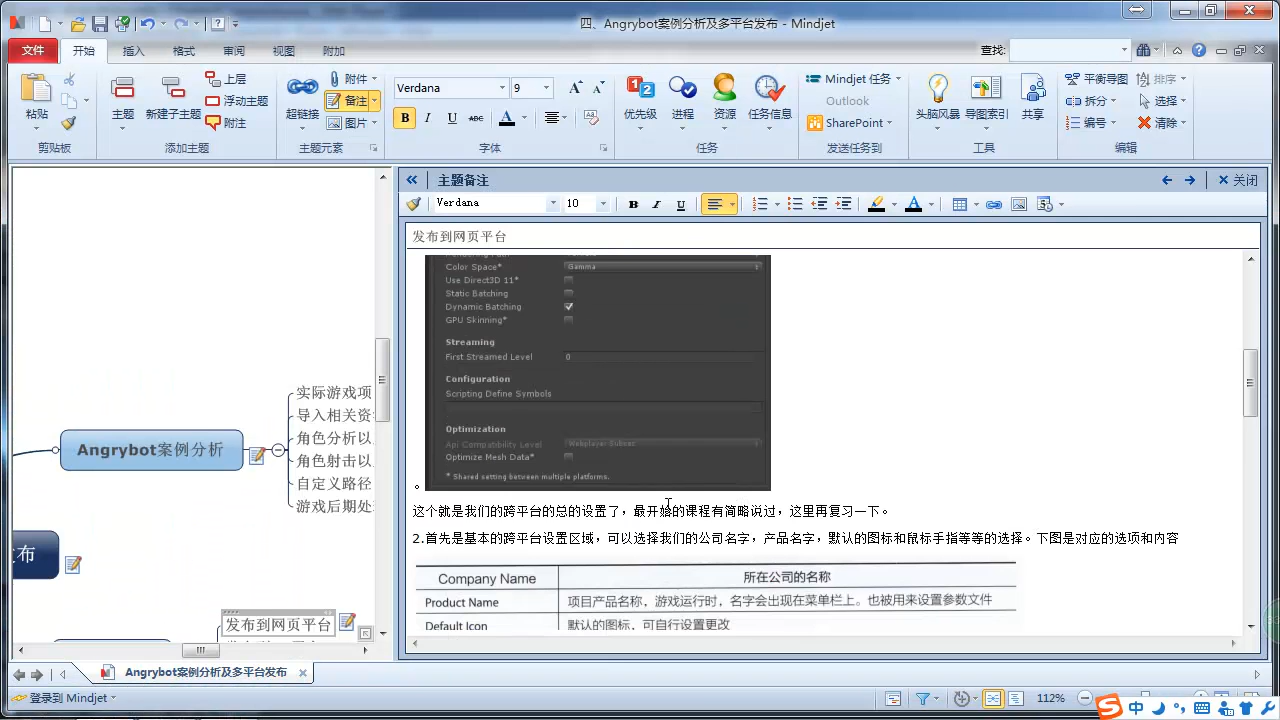 四、Angrybot案例分析及多平台发布 - Mindjet
文件 开始 插入 格式 审阅 视图 附加 查找:
粘贴
剪贴板
主题 新建子主题 上层 浮动主题 附注
添加主题
超链接 附件 备注 图片
主题元素
Verdana 9
B I U ABC A
字体
优先级 进程 资源 任务信息
任务
Mindjet 任务
Outlook
SharePoint
发送任务到
头脑风暴 导图索引 共享
工具
平衡导图 排序
拆分 选择
编号 清除
编辑
主题备注 关闭
Verdana 10 B I U A
发布到网页平台
Color Space* Gamma
Use Direct3D 11*
Static Batching
Dynamic Batching
GPU Skinning*
Streaming
First Streamed Level 0
Configuration
Scripting Define Symbols
Optimization
Api Compatibility Level Webplayer Subset
Optimize Mesh Data*
* Shared setting between multiple platforms.
。
这个就是我们的跨平台的总的设置了，最开始的课程有简略说过，这里再复习一下。
2.首先是基本的跨平台设置区域，可以选择我们的公司名字，产品名字，默认的图标和鼠标手指等等的选择。下图是对应的选项和内容
Company Name 所在公司的名称
Product Name 项目产品名称，游戏运行时，名字会出现在菜单栏上。也被用来设置参数文件
Default Icon 默认的图标，可自行设置更改
Angrybot案例分析
实际游戏项
导入相关资
角色分析以
角色射击以
自定义路径
游戏后期处
布
发布到网页平台
Angrybot案例分析及多平台发布
登录到 Mindjet 112% 中